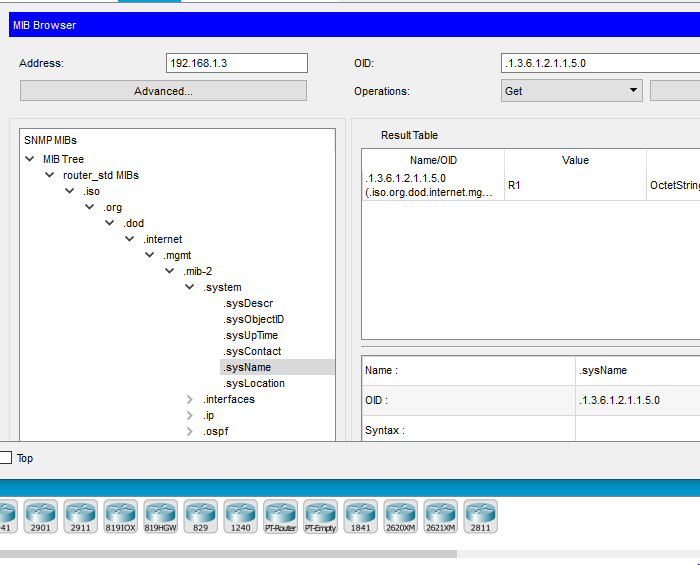 MIB Browser
Address:
192.168.1.3
OID:
.1.3.6.1.2.1.1.5.0
Advanced...
Operations:
Get
SNMP MIBs
MIB Tree
router_std MIBs
.iso
.org
.dod
.internet
.mgmt
.mib-2
.system
.sysDescr
.sysObjectID
.sysUpTime
.sysContact
.sysName
.sysLocation
.interfaces
.ip
.ospf
Result Table
Name/OID Value
.1.3.6.1.2.1.1.5.0
(.iso.org.dod.internet.mg...
R1
OctetString
Name :
.sysName
OID :
.1.3.6.1.2.1.1.5.0
Syntax :
Top
41 2901 2911 819IOX 819HGW 829 1240 PT-Router PT-Empty 1841 2620XM 2621XM 2811